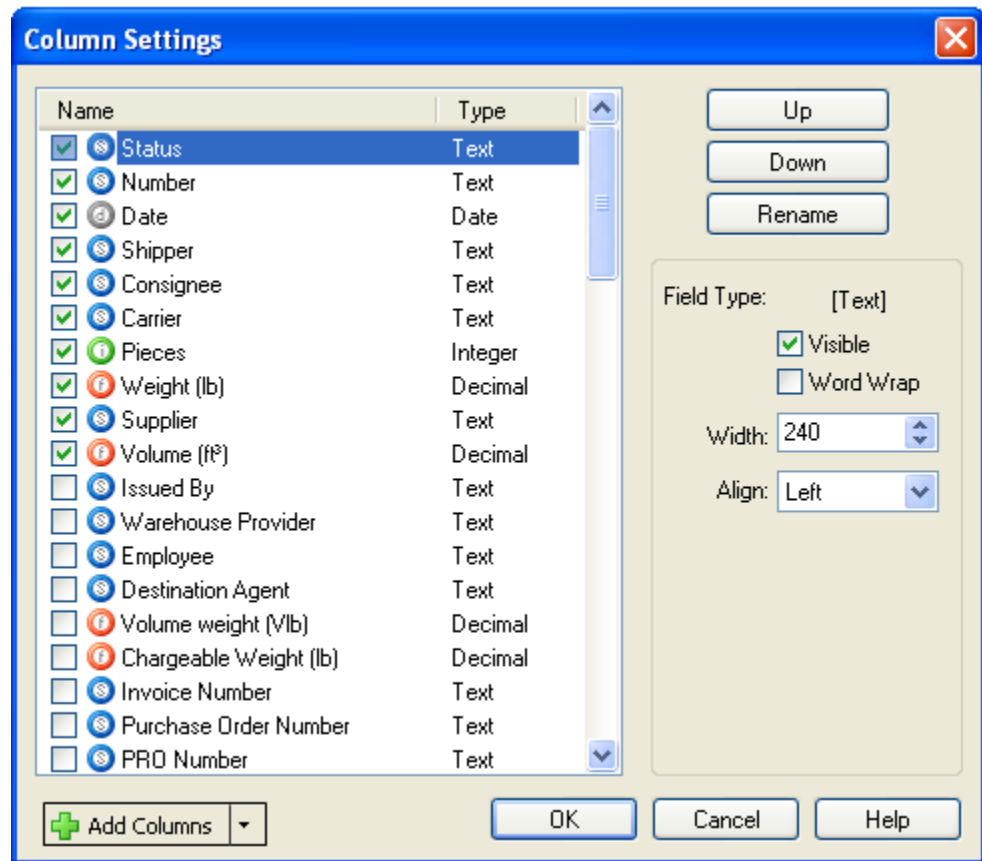 Column Settings
Name Type
Status Text
Number Text
Date Date
Shipper Text
Consignee Text
Carrier Text
Pieces Integer
Weight (lb) Decimal
Supplier Text
Volume (ft³) Decimal
Issued By Text
Warehouse Provider Text
Employee Text
Destination Agent Text
Volume weight (Vlb) Decimal
Chargeable Weight (lb) Decimal
Invoice Number Text
Purchase Order Number Text
PRO Number Text
Up
Down
Rename
Field Type: [Text]
Visible
Word Wrap
Width: 240
Align: Left
Add Columns
OK
Cancel
Help